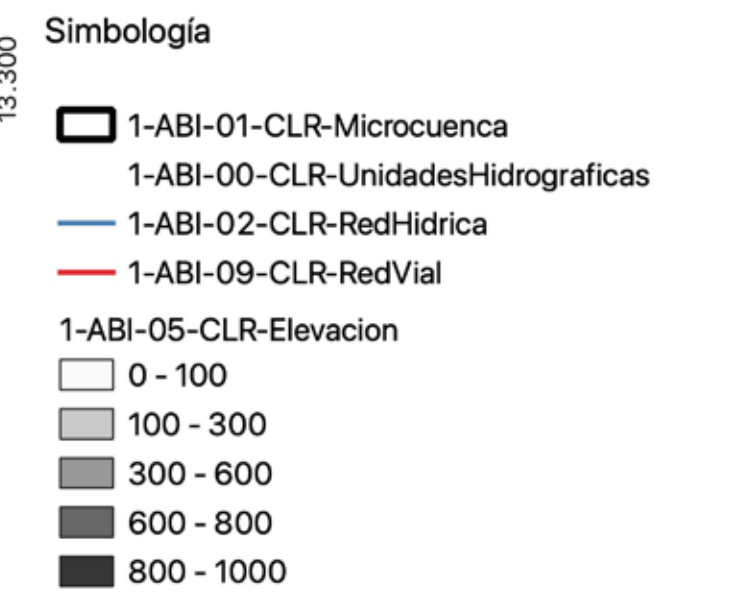 Simbología
13.300
1-ABI-01-CLR-Microcuenca
1-ABI-00-CLR-UnidadesHidrograficas
1-ABI-02-CLR-RedHidrica
1-ABI-09-CLR-RedVial
1-ABI-05-CLR-Elevacion
0 - 100
100 - 300
300 - 600
600 - 800
800 - 1000